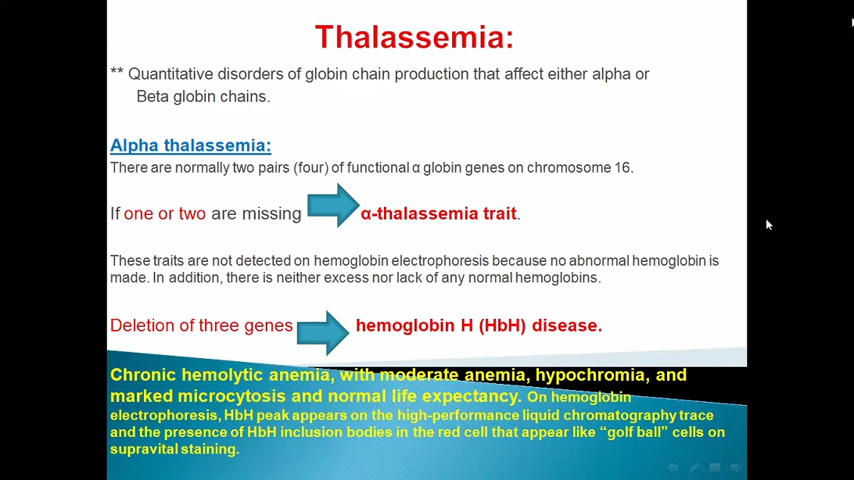 Thalassemia:
** Quantitative disorders of globin chain production that affect either alpha or
Beta globin chains.
Alpha thalassemia:
There are normally two pairs (four) of functional α globin genes on chromosome 16.
If one or two are missing α-thalassemia trait.
These traits are not detected on hemoglobin electrophoresis because no abnormal hemoglobin is
made. In addition, there is neither excess nor lack of any normal hemoglobins.
Deletion of three genes hemoglobin H (HbH) disease.
Chronic hemolytic anemia, with moderate anemia, hypochromia, and
marked microcytosis and normal life expectancy. On hemoglobin
electrophoresis, HbH peak appears on the high-performance liquid chromatography trace
and the presence of HbH inclusion bodies in the red cell that appear like “golf ball” cells on
supravital staining.